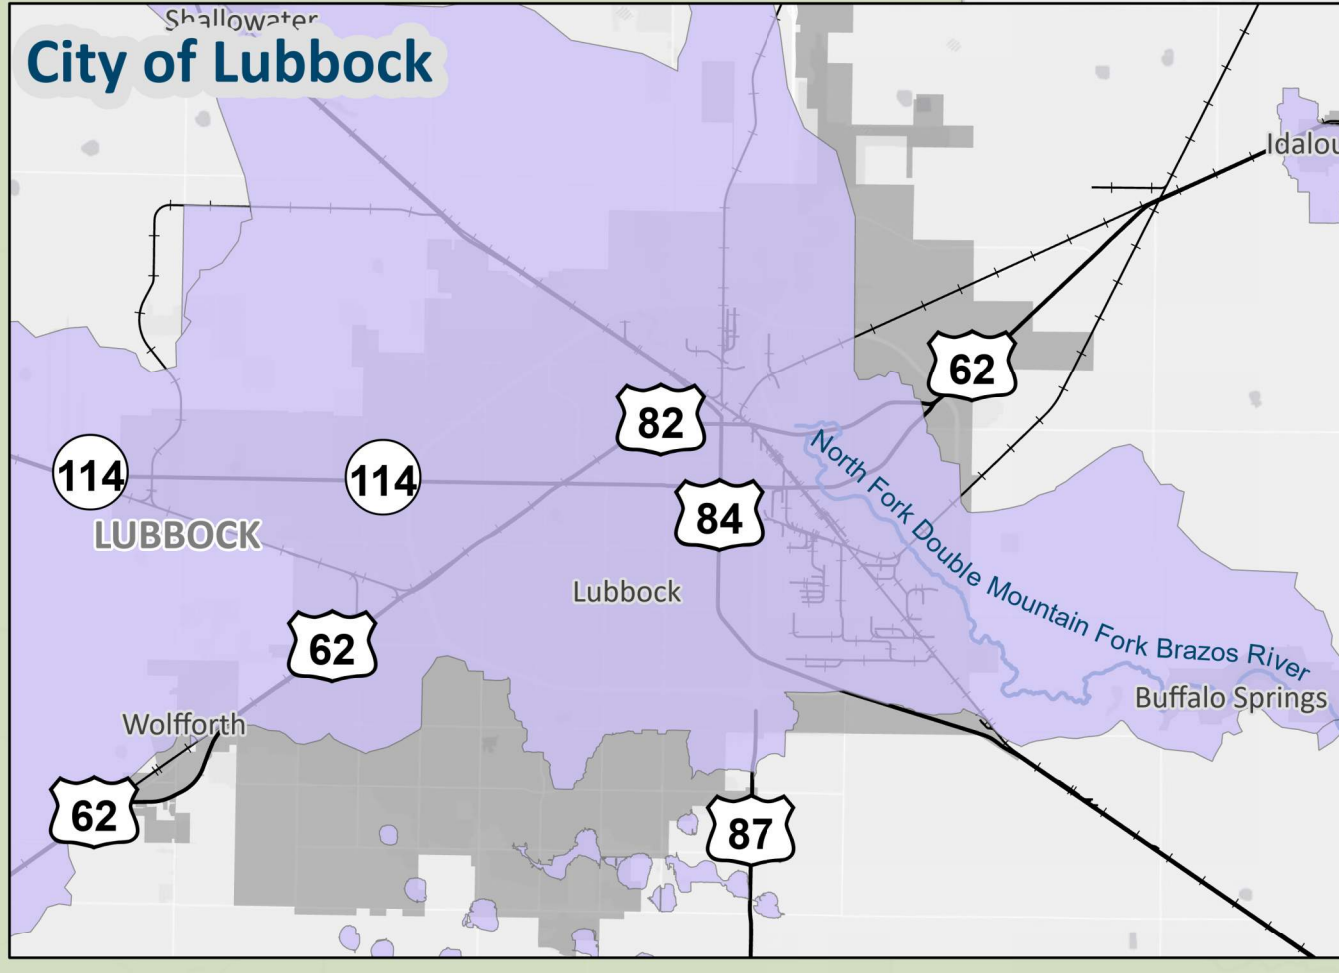 Shallowater
City of Lubbock
Idalou
62
82
114
114
84
North Fork Double Mountain Fork Brazos River
LUBBOCK
Lubbock
62
Buffalo Springs
Wolfforth
62
87